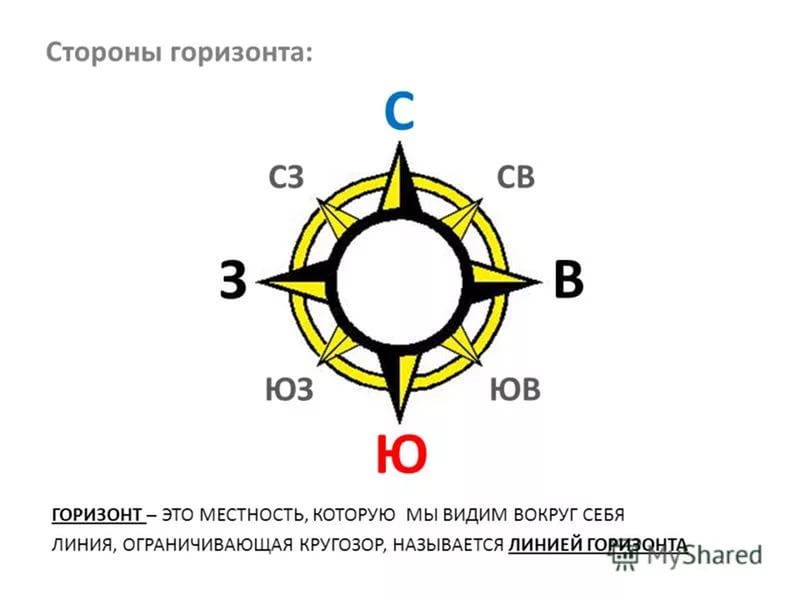 Стороны горизонта:
С
СЗ СВ
З В
ЮЗ ЮВ
Ю
ГОРИЗОНТ – ЭТО МЕСТНОСТЬ, КОТОРУЮ МЫ ВИДИМ ВОКРУГ СЕБЯ
ЛИНИЯ, ОГРАНИЧИВАЮЩАЯ КРУГОЗОР, НАЗЫВАЕТСЯ ЛИНИЕЙ ГОРИЗОНТА
MyShared